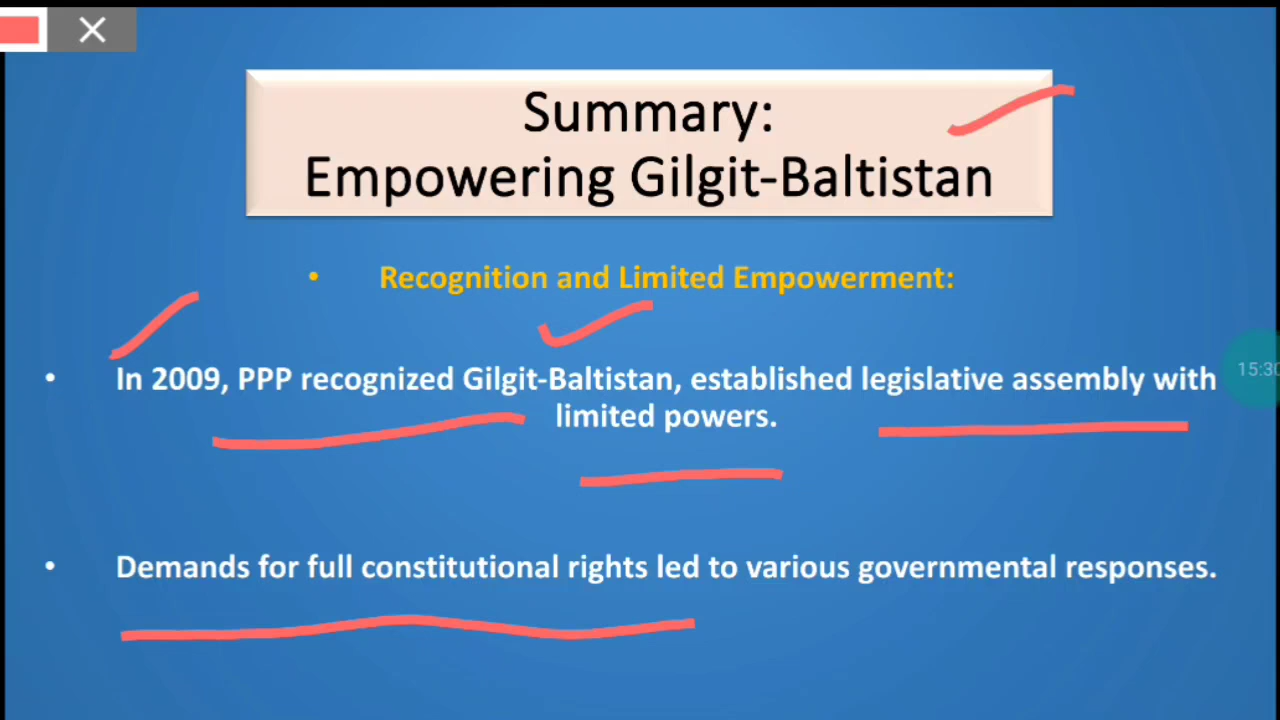 Summary:
Empowering Gilgit-Baltistan
• Recognition and Limited Empowerment:
• In 2009, PPP recognized Gilgit-Baltistan, established legislative assembly with
limited powers.
15:30
• Demands for full constitutional rights led to various governmental responses.